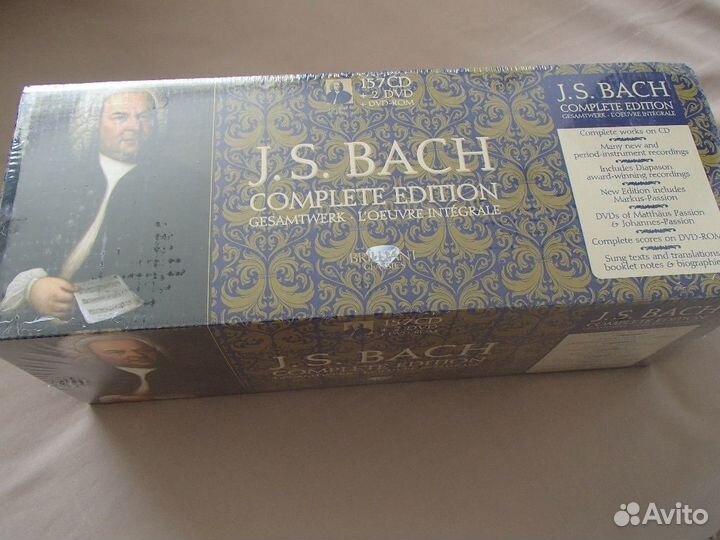 157CD
+ 2 DVD
+ DVD-ROM
J.S. BACH
COMPLETE EDITION
GESAMTWERK · L'OEUVRE INTÉGRALE
BRILLIANT
CLASSICS
J.S. BACH
COMPLETE EDITION
GESAMTWERK · L'OEUVRE INTÉGRALE
Complete works on CD
Many new and
period-instrument recordings
Includes Diapason
award-winning recordings
New Edition includes
Markus-Passion
DVDs of Matthäus Passion
& Johannes-Passion
Complete scores on DVD-ROM
Sung texts and translations
booklet notes & biographie
157CD
J.S. BACH
COMPLETE EDITION
Avito